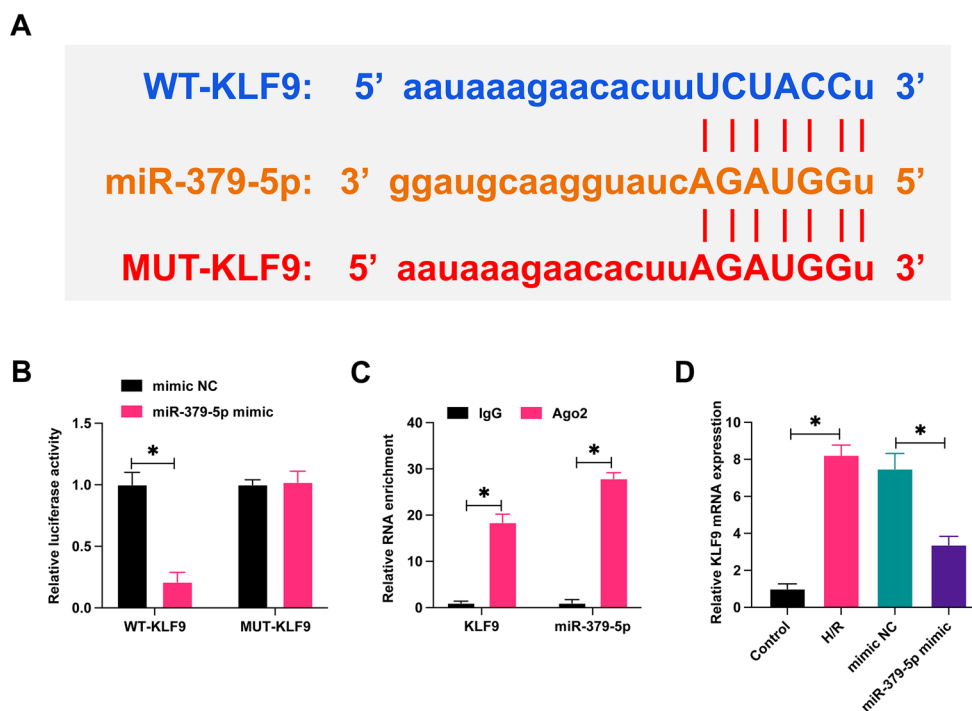 A
WT-KLF9: 5’ aauaaagaacacuuUCUACCu 3’
miR-379-5p: 3’ ggaugcaagguaucAGAUGGu 5’
MUT-KLF9: 5’ aauaaagaacacuuAGAUGGu 3’
B
mimic NC
miR-379-5p mimic
Relative luciferase activity
1.5
1.0
0.5
0.0
*
WT-KLF9 MUT-KLF9
C
IgG Ago2
Relative RNA enrichment
40
30
20
10
0
*
*
KLF9 miR-379-5p
D
Relative KLF9 mRNA expresstion
10
8
6
4
2
0
*
*
Control
H/R
mimic NC
miR-379-5p mimic